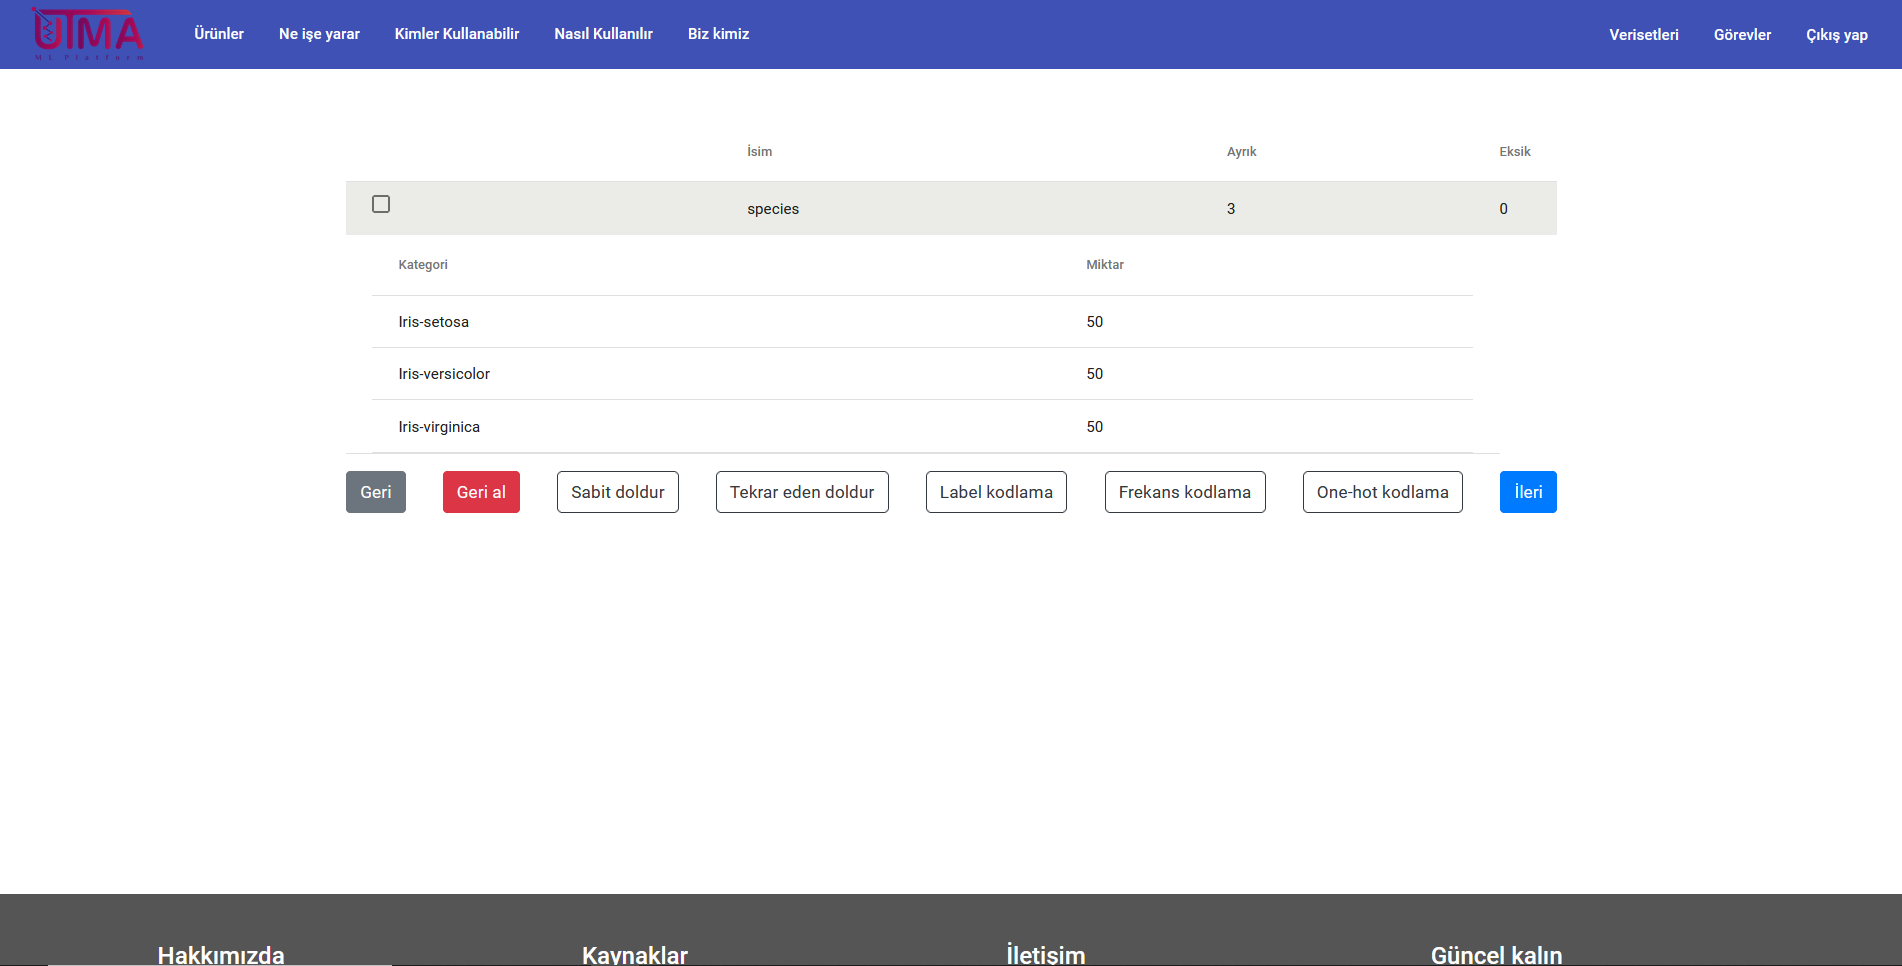 UTMA
ML Platform
Ürünler Ne işe yarar Kimler Kullanabilir Nasıl Kullanılır Biz kimiz Verisetleri Görevler Çıkış yap
İsim Ayrık Eksik
species 3 0
Kategori Miktar
Iris-setosa 50
Iris-versicolor 50
Iris-virginica 50
Geri Geri al Sabit doldur Tekrar eden doldur Label kodlama Frekans kodlama One-hot kodlama İleri
Hakkımızda Kaynaklar İletişim Güncel kalın